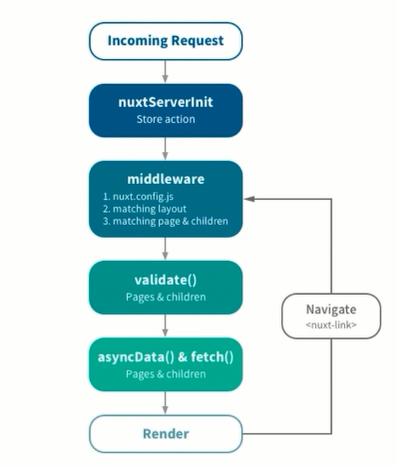 Incoming Request
nuxtServerInit
Store action
middleware
1. nuxt.config.js
2. matching layout
3. matching page & children
validate()
Pages & children
Navigate
<nuxt-link>
asyncData() & fetch()
Pages & children
Render